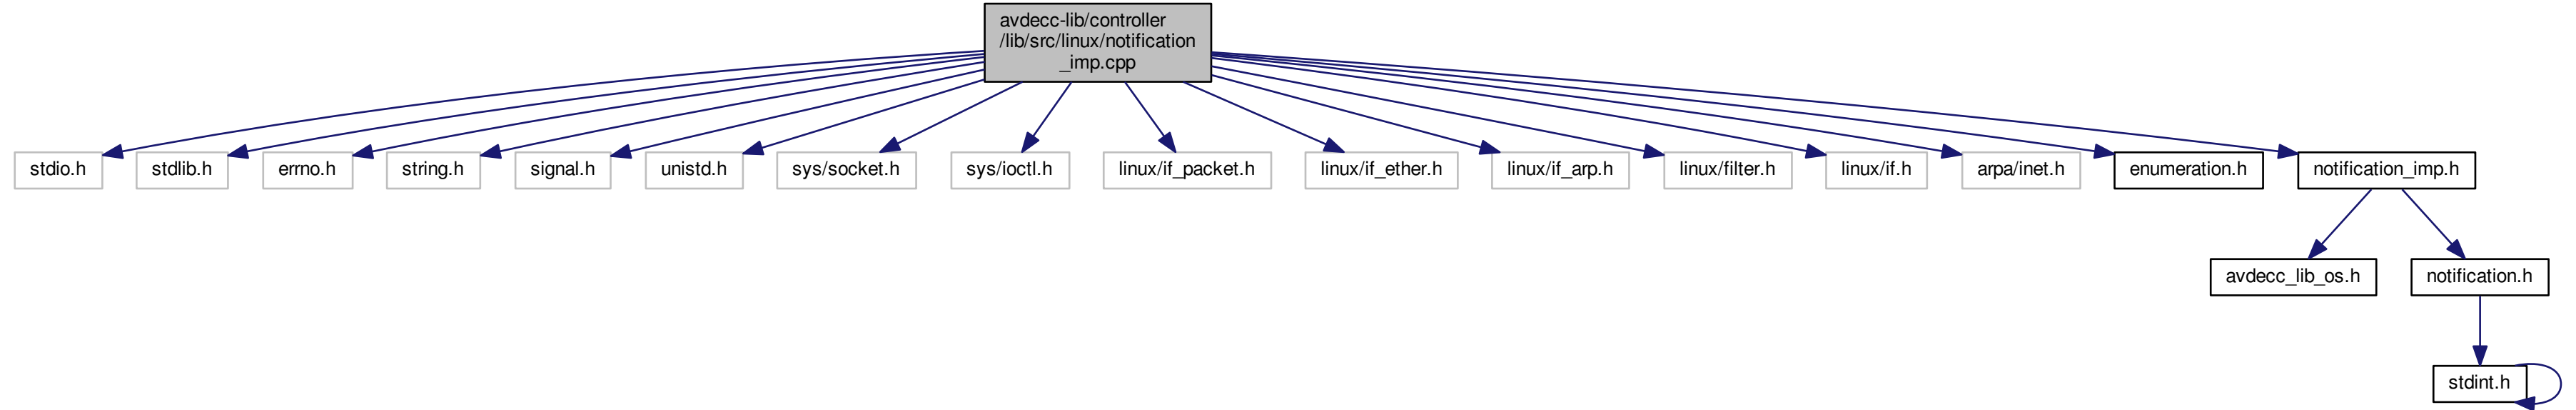 avdecc-lib/controller
/lib/src/linux/notification
_imp.cpp
stdio.h
stdlib.h
errno.h
string.h
signal.h
unistd.h
sys/socket.h
sys/ioctl.h
linux/if_packet.h
linux/if_ether.h
linux/if_arp.h
linux/filter.h
linux/if.h
arpa/inet.h
enumeration.h
notification_imp.h
avdecc_lib_os.h
notification.h
stdint.h